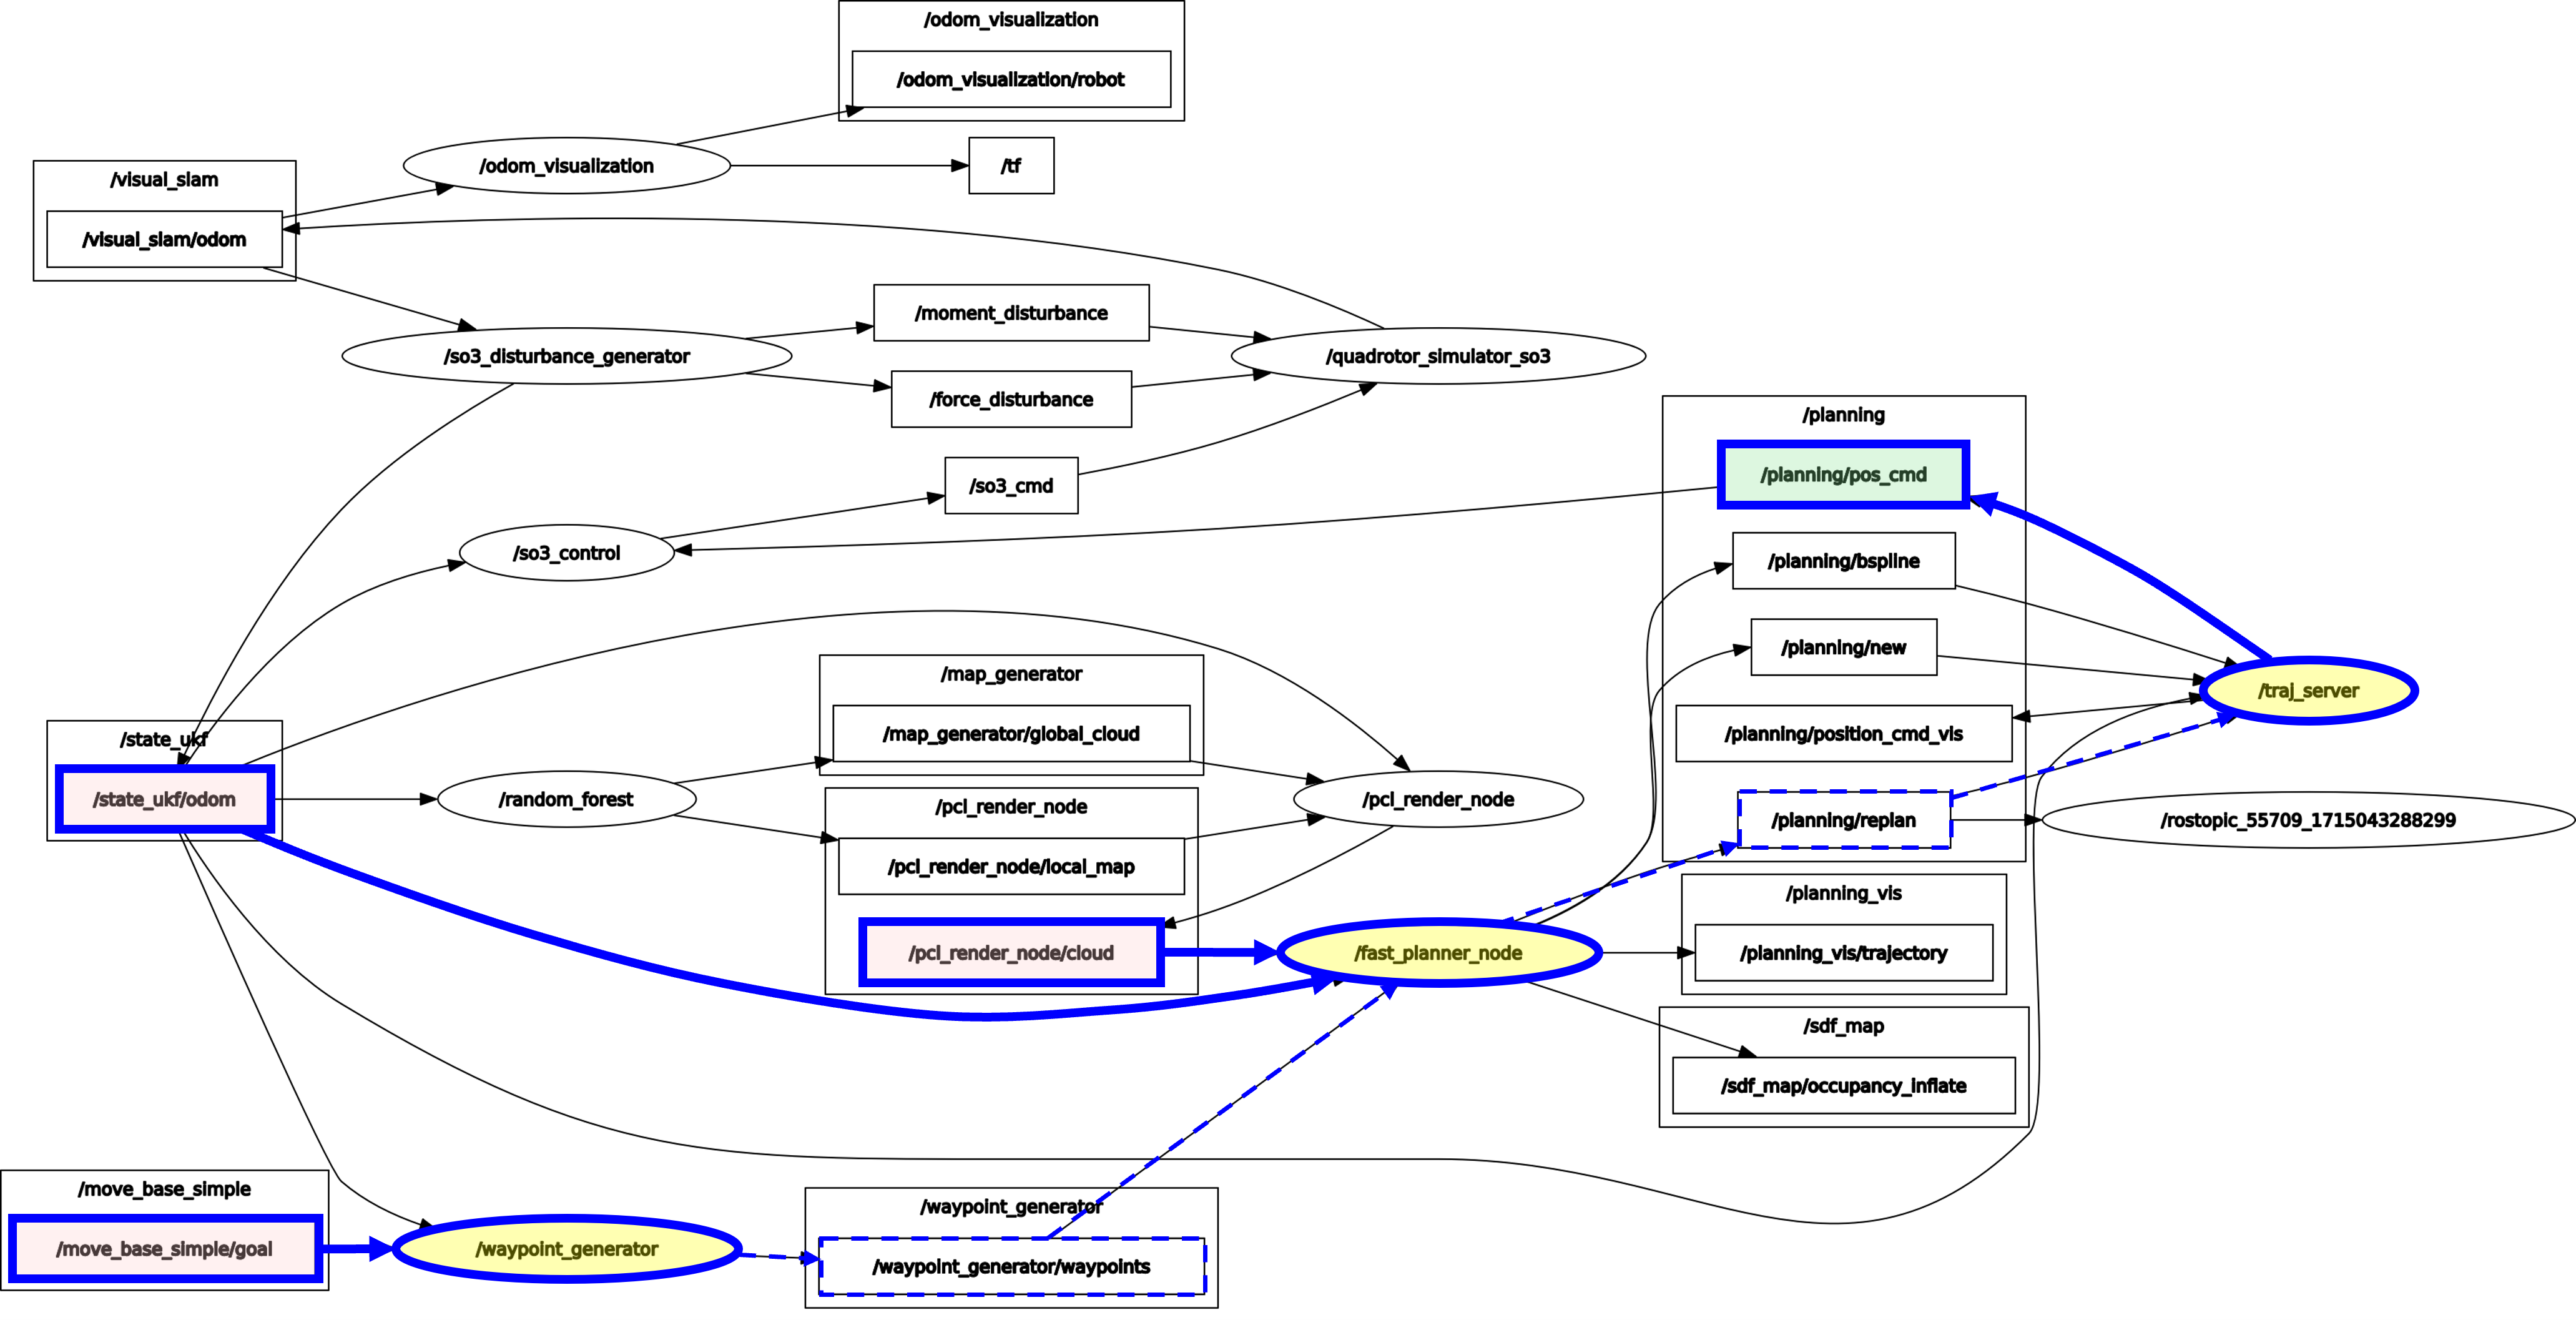 /odom_visualization
/odom_visualization/robot
/odom_visualization
/tf
/visual_slam
/visual_slam/odom
/moment_disturbance
/so3_disturbance_generator
/quadrotor_simulator_so3
/force_disturbance
/planning
/planning/pos_cmd
/so3_cmd
/so3_control
/planning/bspline
/planning/new
/map_generator
/map_generator/global_cloud
/traj_server
/planning/position_cmd_vis
/state_ukf
/state_ukf/odom
/random_forest
/pcl_render_node
/pcl_render_node
/planning/replan
/rostopic_55709_1715043288299
/pcl_render_node/local_map
/planning_vis
/pcl_render_node/cloud
/fast_planner_node
/planning_vis/trajectory
/sdf_map
/sdf_map/occupancy_inflate
/move_base_simple
/move_base_simple/goal
/waypoint_generator
/waypoint_generator
/waypoint_generator/waypoints